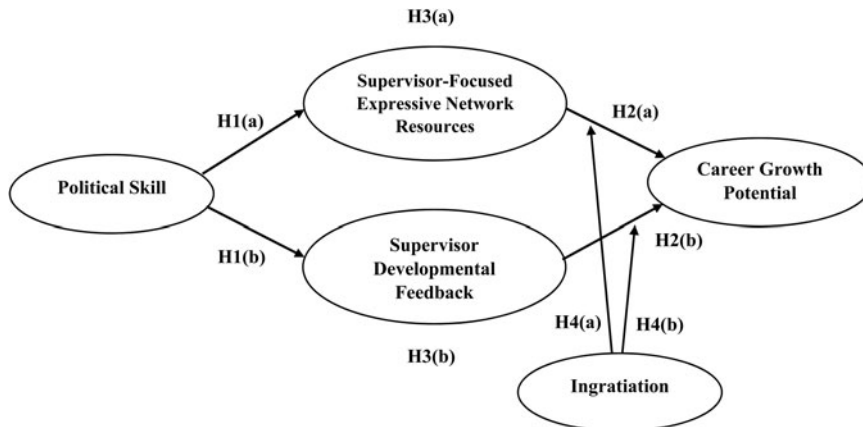 H3(a)
Supervisor-Focused
Expressive Network
Resources
H1(a)
H2(a)
Political Skill
Career Growth
Potential
H1(b)
Supervisor
Developmental
Feedback
H2(b)
H4(a)
H4(b)
H3(b)
Ingratiation